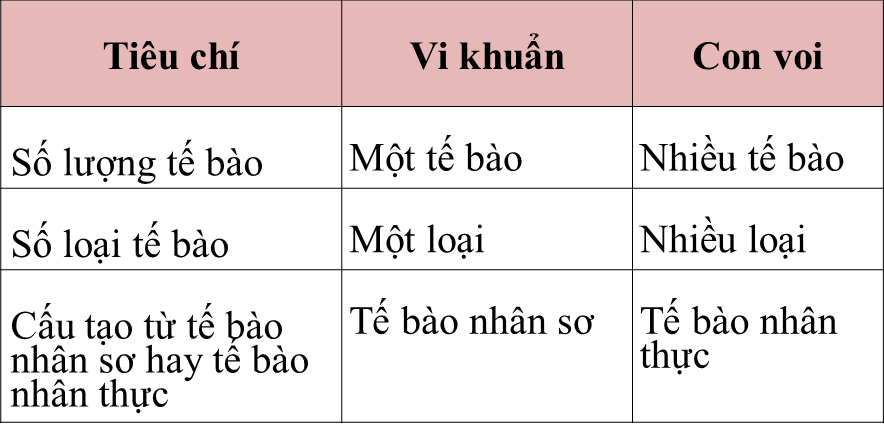 Tiêu chí Vi khuẩn Con voi
Số lượng tế bào Một tế bào Nhiều tế bào
Số loại tế bào Một loại Nhiều loại
Cấu tạo từ tế bào Tế bào nhân sơ Tế bào nhân
nhân sơ hay tế bào thực
nhân thực